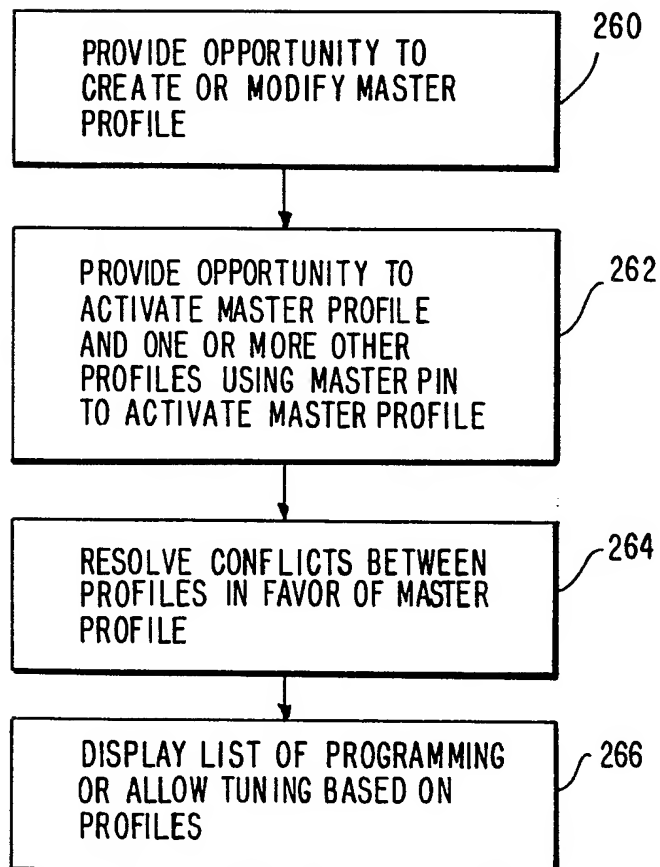 PROVIDE OPPORTUNITY TO
CREATE OR MODIFY MASTER
PROFILE
260
PROVIDE OPPORTUNITY TO
ACTIVATE MASTER PROFILE
AND ONE OR MORE OTHER
PROFILES USING MASTER PIN
TO ACTIVATE MASTER PROFILE
262
RESOLVE CONFLICTS BETWEEN
PROFILES IN FAVOR OF MASTER
PROFILE
264
DISPLAY LIST OF PROGRAMMING
OR ALLOW TUNING BASED ON
PROFILES
266